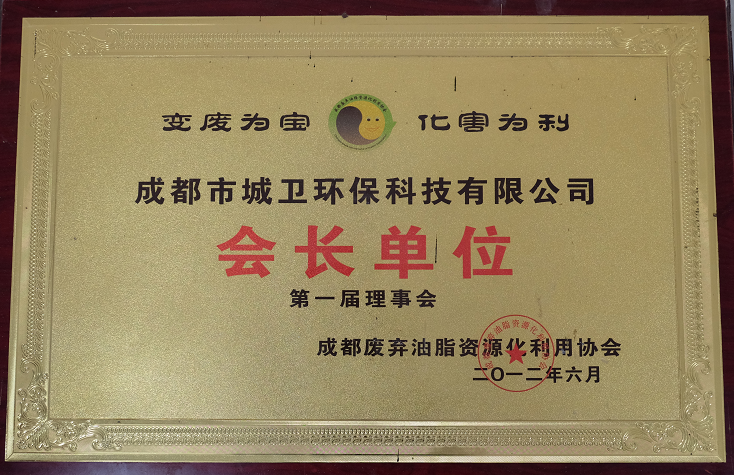 变废为宝 化害为利
成都市城卫环保科技有限公司
会长单位
第一届理事会
成都废弃油脂资源化利用协会
二〇一二年六月